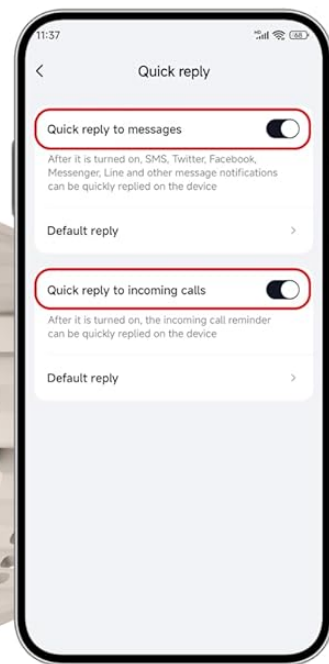 11:37
68
Quick reply
Quick reply to messages
After it is turned on, SMS, Twitter, Facebook,
Messenger, Line and other message notifications
can be quickly replied on the device
Default reply
Quick reply to incoming calls
After it is turned on, the incoming call reminder
can be quickly replied on the device
Default reply